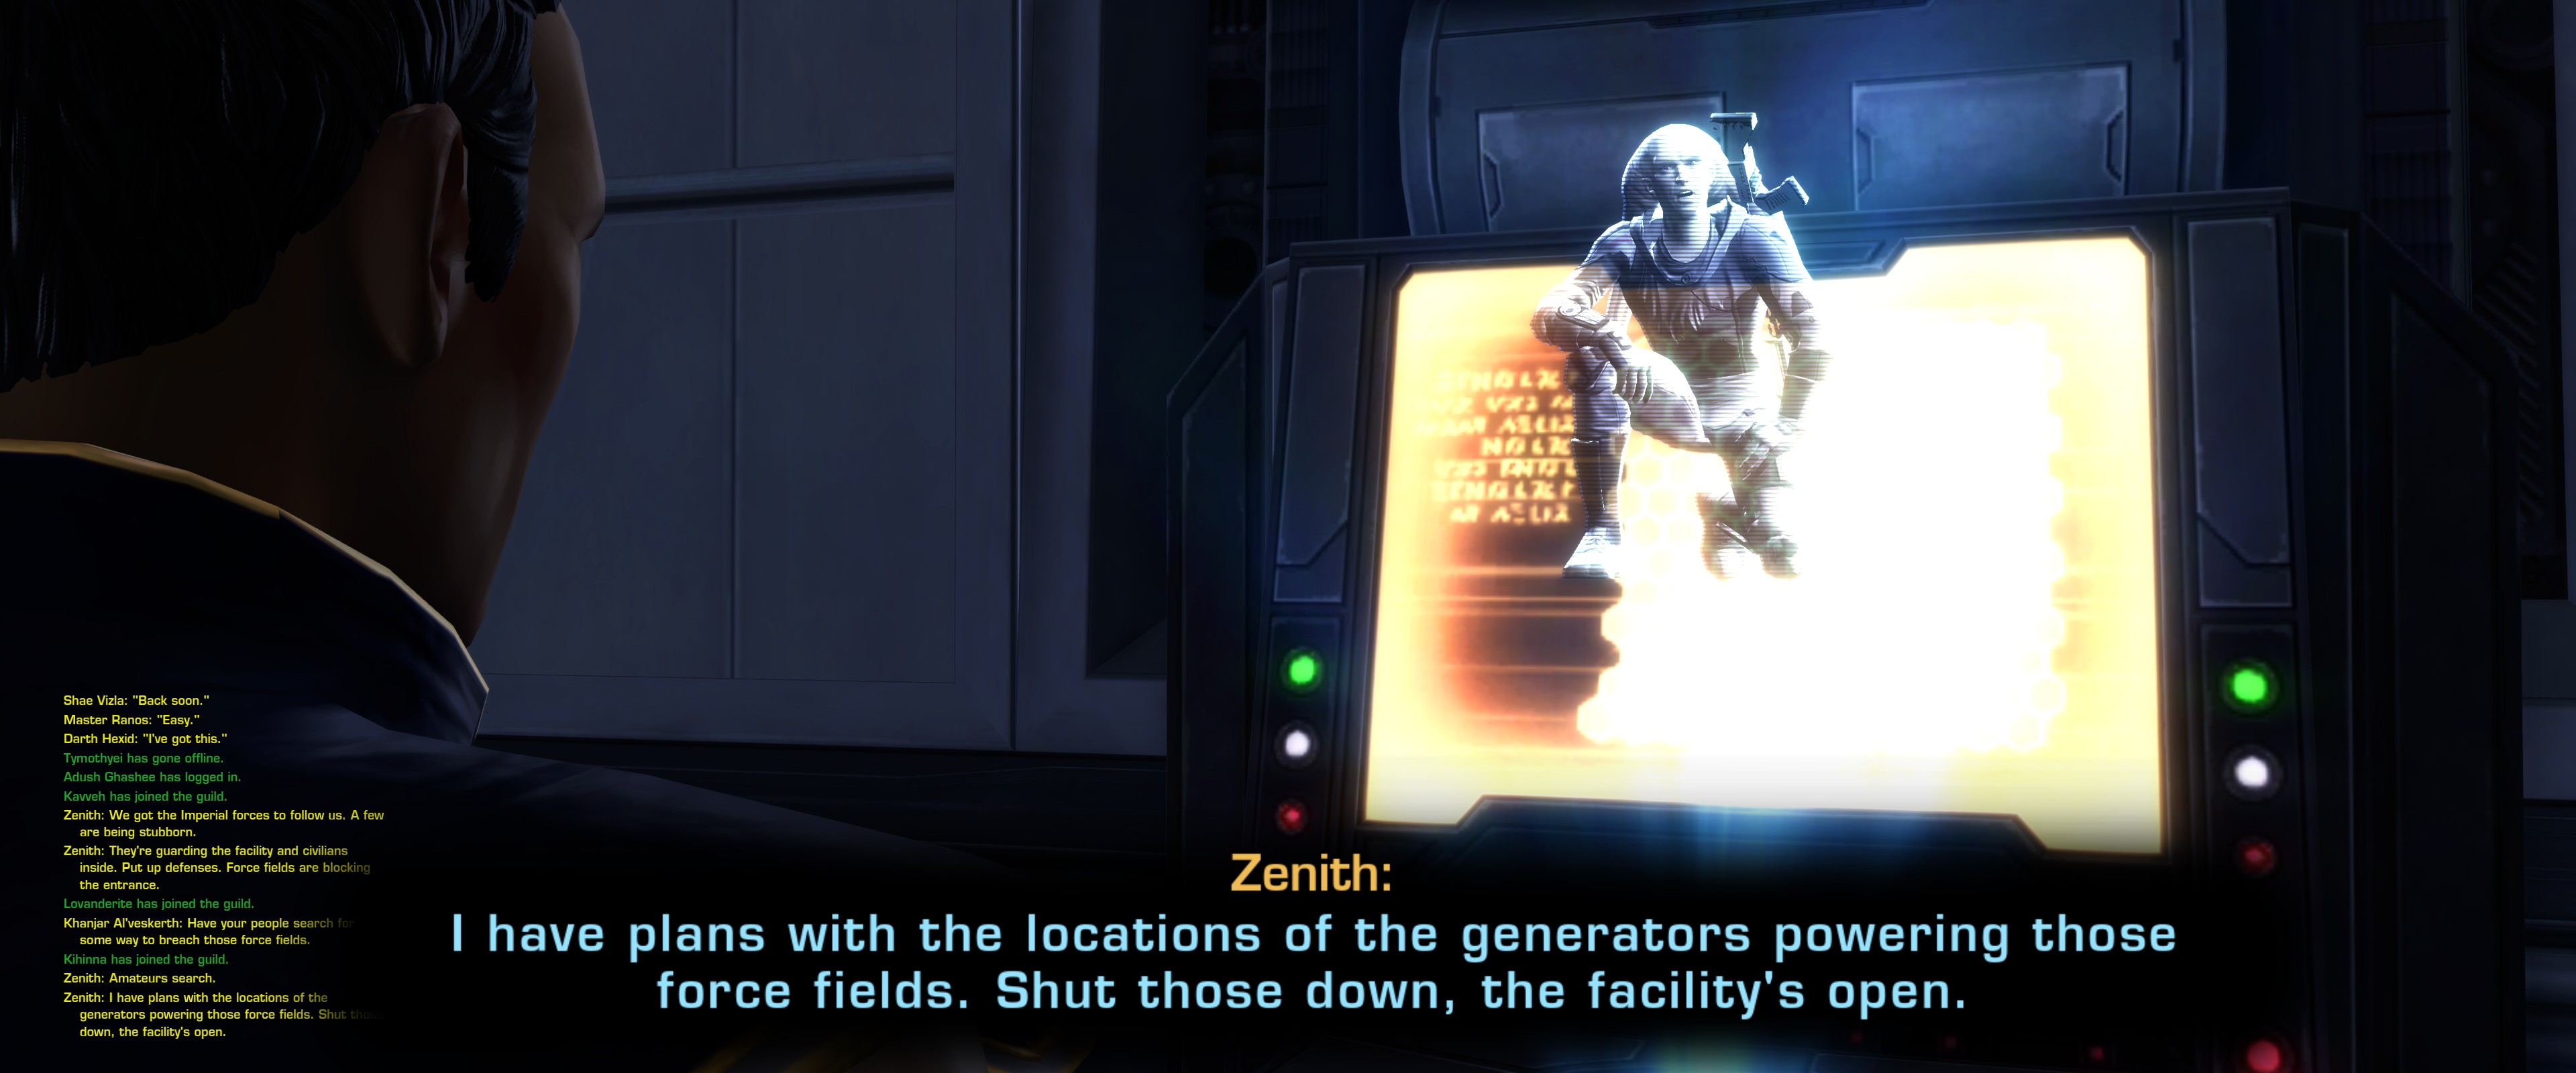 Shae Vizla: "Back soon."
Master Ranos: "Easy."
Darth Hexid: "I've got this."
Tymothyei has gone offline.
Adush Ghashee has logged in.
Kavveh has joined the guild.
Zenith: We got the Imperial forces to follow us. A few
are being stubborn.
Zenith: They're guarding the facility and civilians
inside. Put up defenses. Force fields are blocking
the entrance.
Lovanderite has joined the guild.
Khanjar Al'veskerth: Have your people search for
some way to breach those force fields.
Kihinna has joined the guild.
Zenith: Amateurs search.
Zenith: I have plans with the locations of the
generators powering those force fields. Shut those
down, the facility's open.
Zenith:
I have plans with the locations of the generators powering those
force fields. Shut those down, the facility's open.